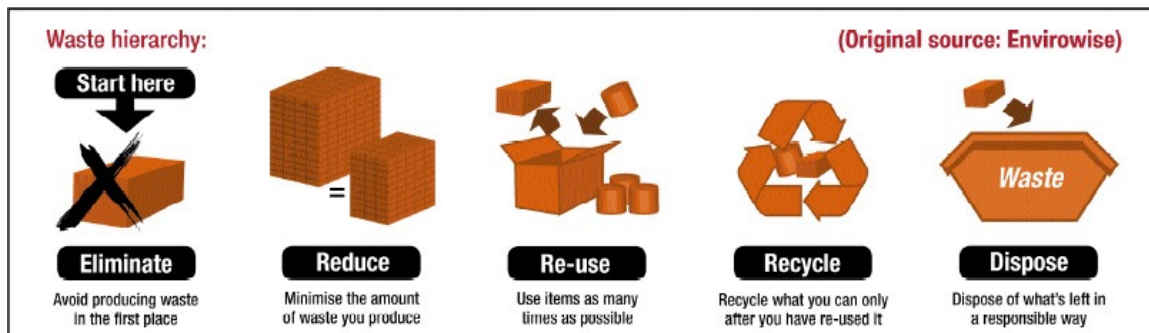 Waste hierarchy:
(Original source: Envirowise)
Start here
Waste
Eliminate
Reduce
Re-use
Recycle
Dispose
Avoid producing waste
in the first place
Minimise the amount
of waste you produce
Use items as many
times as possible
Recycle what you can only
after you have re-used it
Dispose of what's left in
a responsible way
=